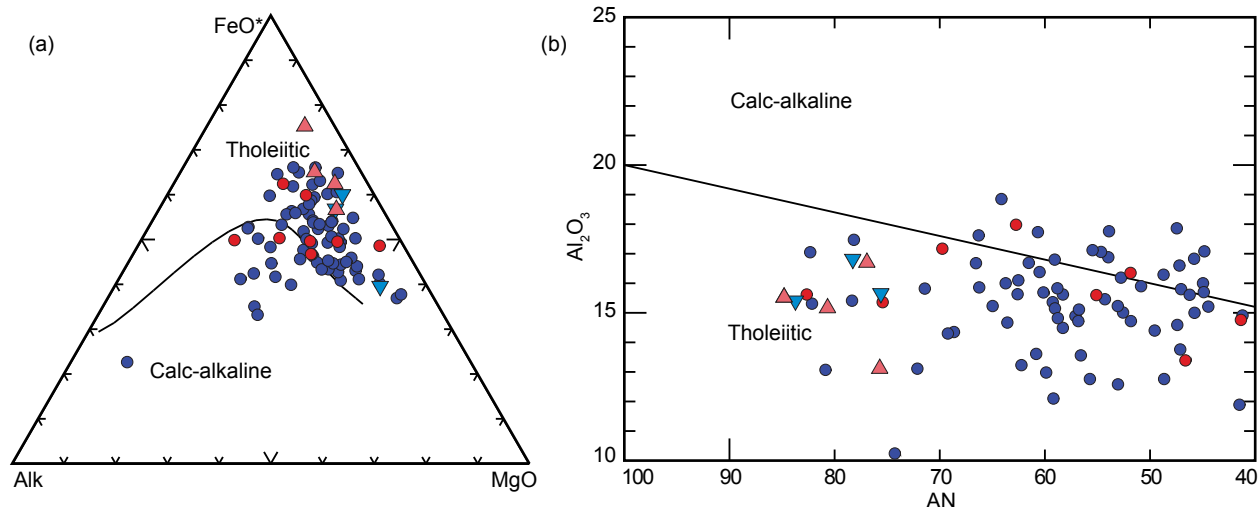 (a)
FeO*
Tholeiitic
Calc-alkaline
Alk
MgO
(b)
25
20
15
10
Al₂O₃
Calc-alkaline
Tholeiitic
100
90
80
70
60
50
40
AN